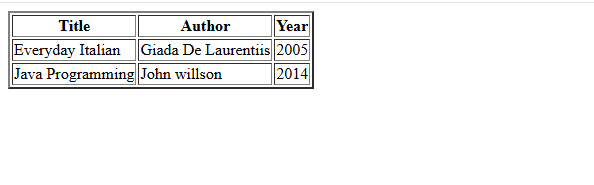 Title Author Year
Everyday Italian Giada De Laurentiis 2005
Java Programming John willson 2014